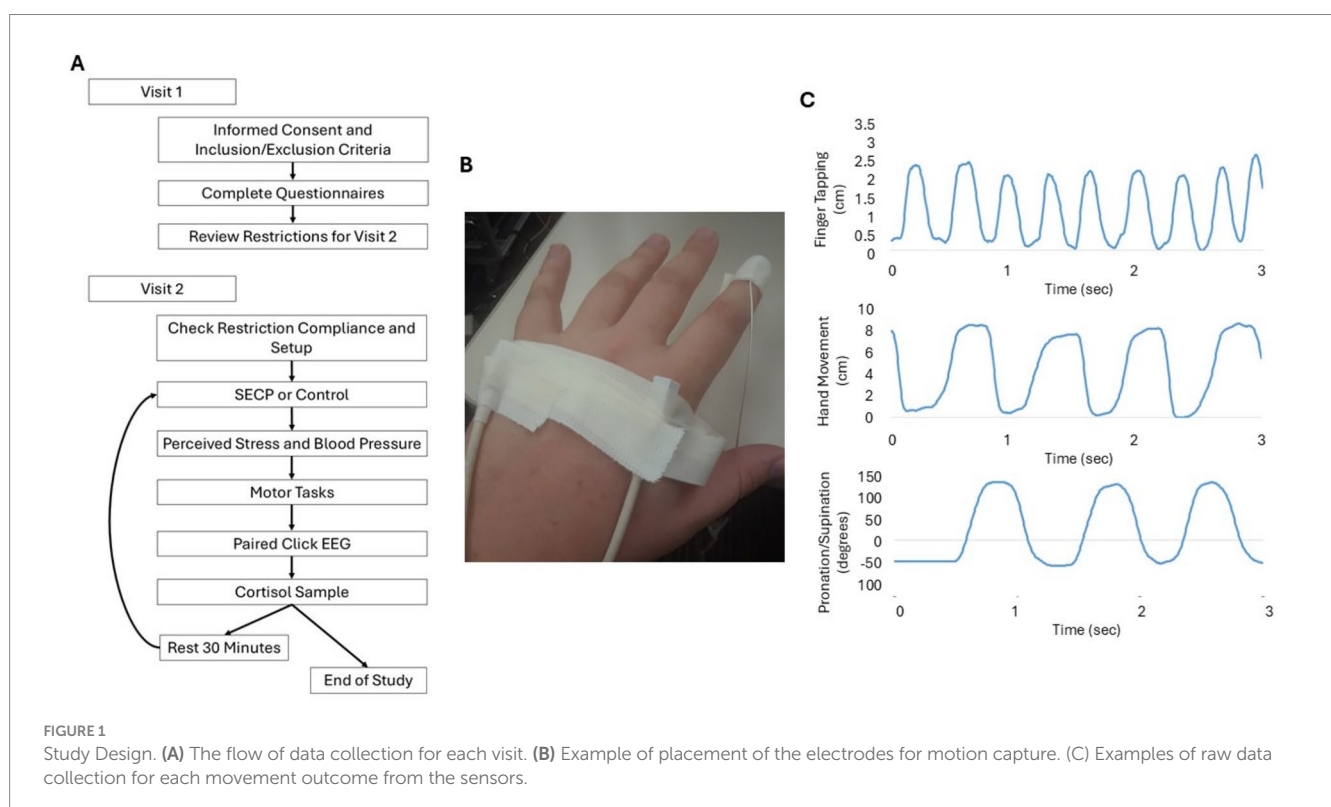 A
Visit 1
Informed Consent and
Inclusion/Exclusion Criteria
Complete Questionnaires
Review Restrictions for Visit 2
Visit 2
Check Restriction Compliance and
Setup
SECP or Control
Perceived Stress and Blood Pressure
Motor Tasks
Paired Click EEG
Cortisol Sample
Rest 30 Minutes
End of Study
B
C
Finger Tapping
(cm)
3.5
3
2.5
2
1.5
1
0.5
0
0 1 2 3
Time (sec)
Hand Movement
(cm)
10
8
6
4
2
0
0 1 2 3
Time (sec)
Pronation/Supination
(degrees)
150
100
50
0
-50
100
0 1 2 3
Time (sec)
FIGURE 1
Study Design. (A) The flow of data collection for each visit. (B) Example of placement of the electrodes for motion capture. (C) Examples of raw data
collection for each movement outcome from the sensors.